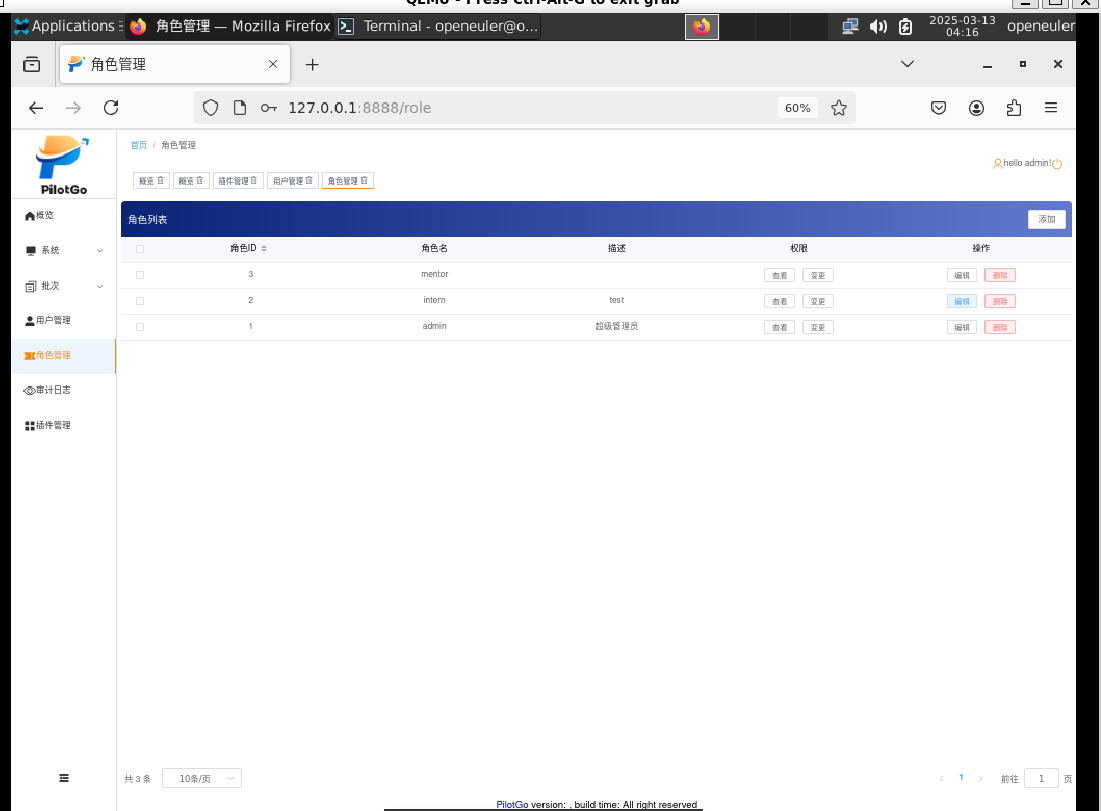 QEMU - Press Ctrl-Alt-G to exit grab
Applications 角色管理 — Mozilla Firefox Terminal - openeuler@o... 2025-03-13 04:16 openeuler
角色管理
127.0.0.1:8888/role 60%
PilotGo
首页 / 角色管理
hello admin!
概览 概览 插件管理 用户管理 角色管理
概览
系统
批次
用户管理
角色管理
审计日志
插件管理
角色列表 添加
角色ID 角色名 描述 权限 操作
3 mentor 查看 变更 编辑 删除
2 intern test 查看 变更 编辑 删除
1 admin 超级管理员 查看 变更 编辑 删除
共 3 条 10条/页 1 前往 1 页
PilotGo version: , build time: All right reserved